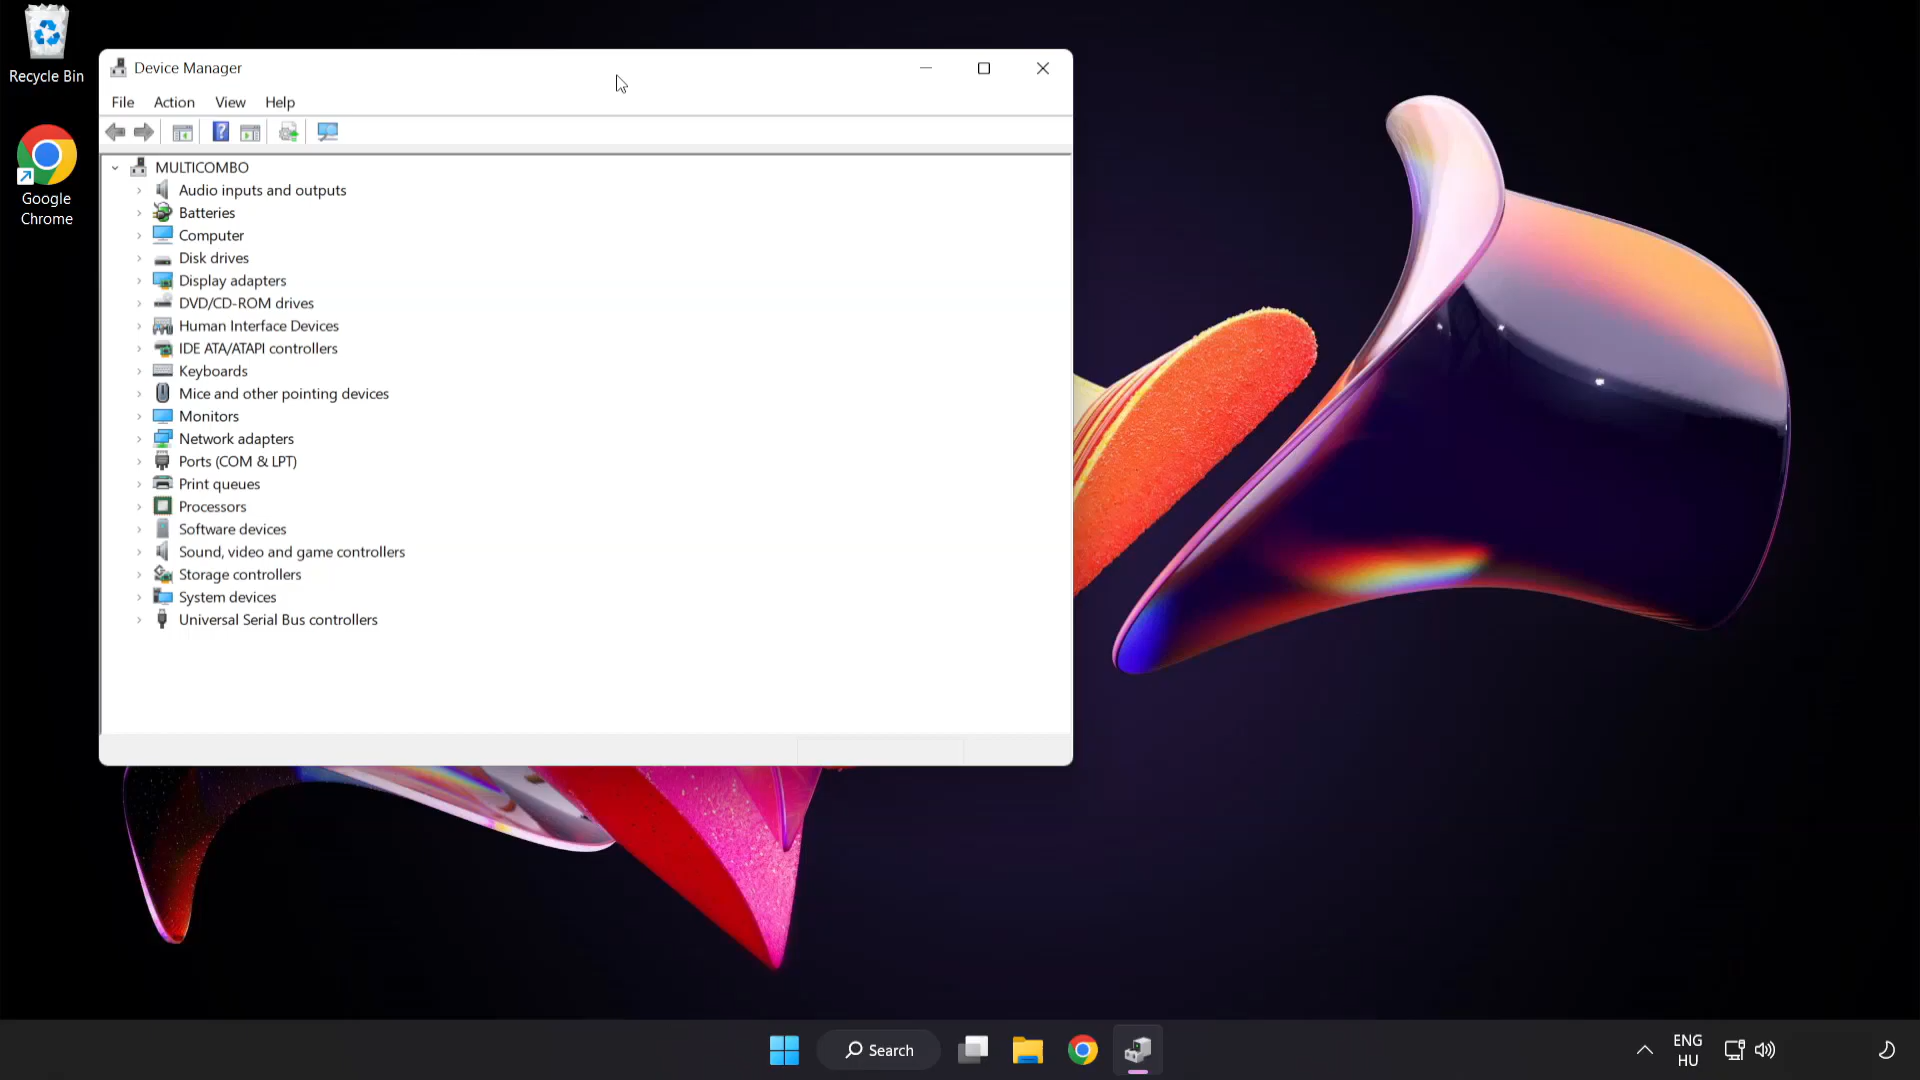 Recycle Bin
Google
Chrome
Device Manager
File Action View Help
MULTICOMBO
Audio inputs and outputs
Batteries
Computer
Disk drives
Display adapters
DVD/CD-ROM drives
Human Interface Devices
IDE ATA/ATAPI controllers
Keyboards
Mice and other pointing devices
Monitors
Network adapters
Ports (COM & LPT)
Print queues
Processors
Software devices
Sound, video and game controllers
Storage controllers
System devices
Universal Serial Bus controllers
Search
ENG
HU